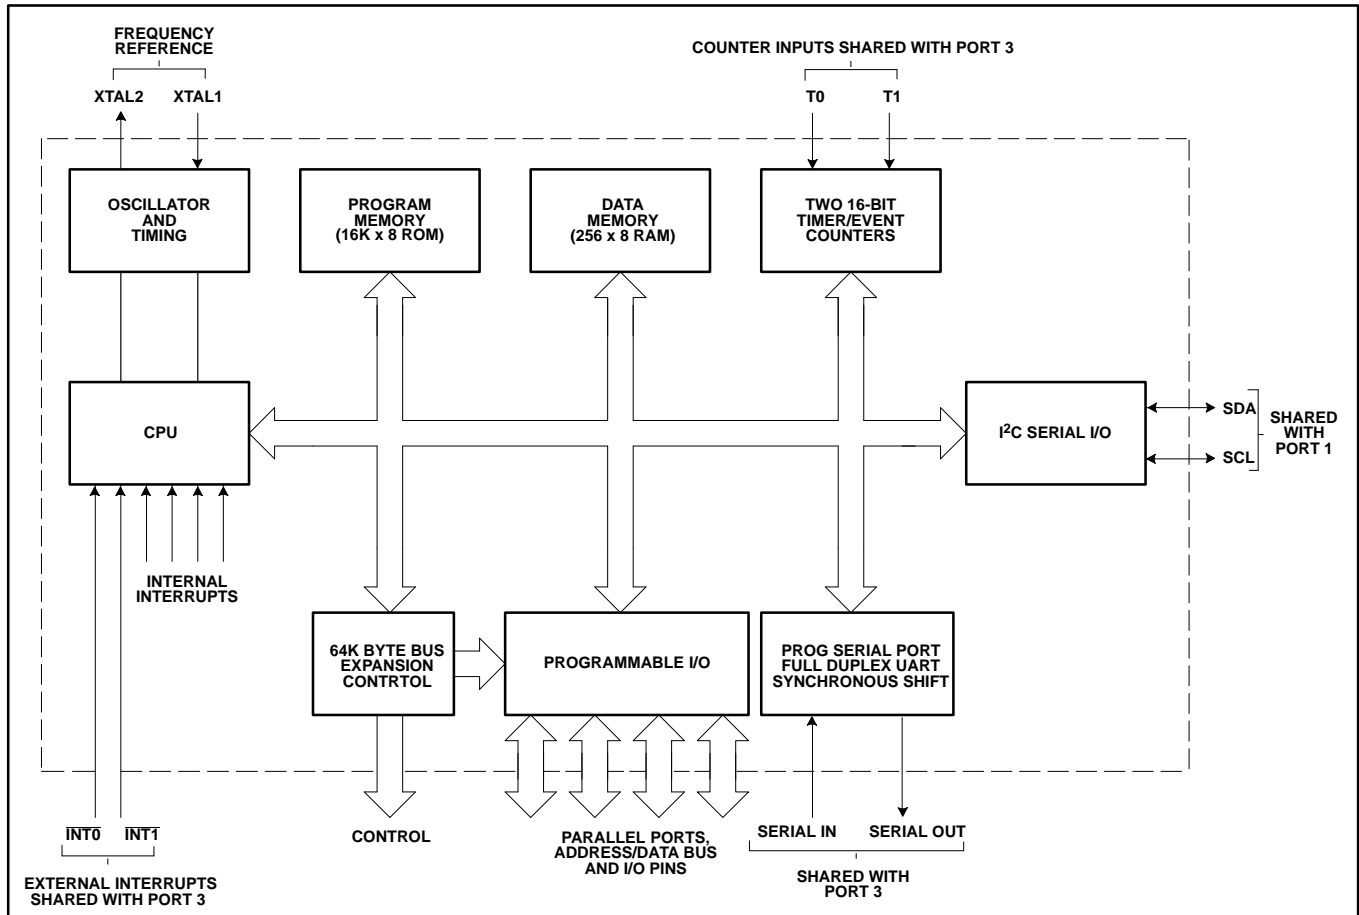 FREQUENCY
REFERENCE
COUNTER INPUTS SHARED WITH PORT 3
XTAL2
XTAL1
T0
T1
OSCILLATOR
AND
TIMING
PROGRAM
MEMORY
(16K x 8 ROM)
DATA
MEMORY
(256 x 8 RAM)
TWO 16-BIT
TIMER/EVENT
COUNTERS
CPU
I²C SERIAL I/O
SDA
SCL
SHARED
WITH
PORT 1
INTERNAL
INTERRUPTS
64K BYTE BUS
EXPANSION
CONTRTOL
PROGRAMMABLE I/O
PROG SERIAL PORT
FULL DUPLEX UART
SYNCHRONOUS SHIFT
I̅N̅T̅0̅
I̅N̅T̅1̅
EXTERNAL INTERRUPTS
SHARED WITH PORT 3
CONTROL
PARALLEL PORTS,
ADDRESS/DATA BUS
AND I/O PINS
SERIAL IN
SERIAL OUT
SHARED WITH
PORT 3